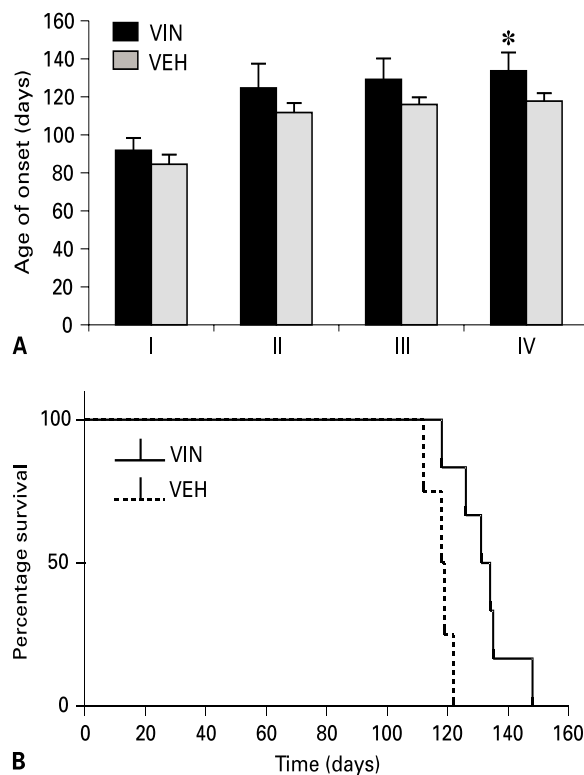 160
140
120
100
80
60
40
20
0
Age of onset (days)
VIN
VEH
*
I II III IV
A
100
50
0
Percentage survival
VIN
VEH
0 20 40 60 80 100 120 140 160
Time (days)
B